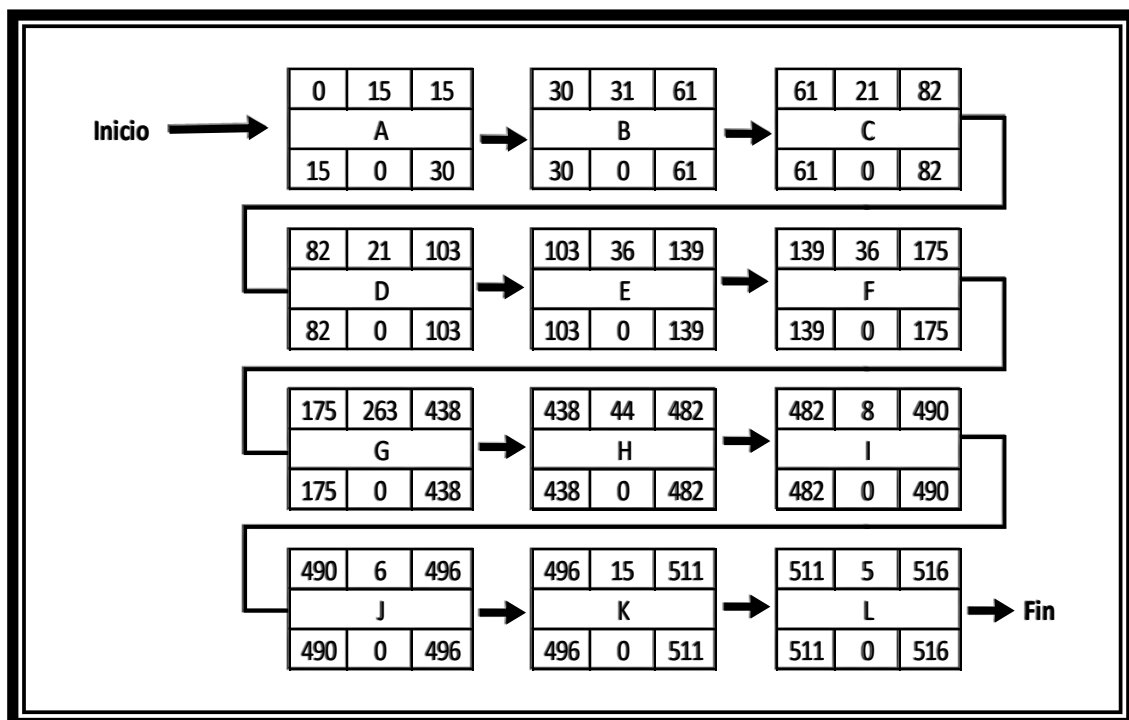 0 15 15 30 31 61 61 21 82
Inicio A B C
15 0 30 30 0 61 61 0 82
82 21 103 103 36 139 139 36 175
D E F
82 0 103 103 0 139 139 0 175
175 263 438 438 44 482 482 8 490
G H I
175 0 438 438 0 482 482 0 490
490 6 496 496 15 511 511 5 516
J K L Fin
490 0 496 496 0 511 511 0 516